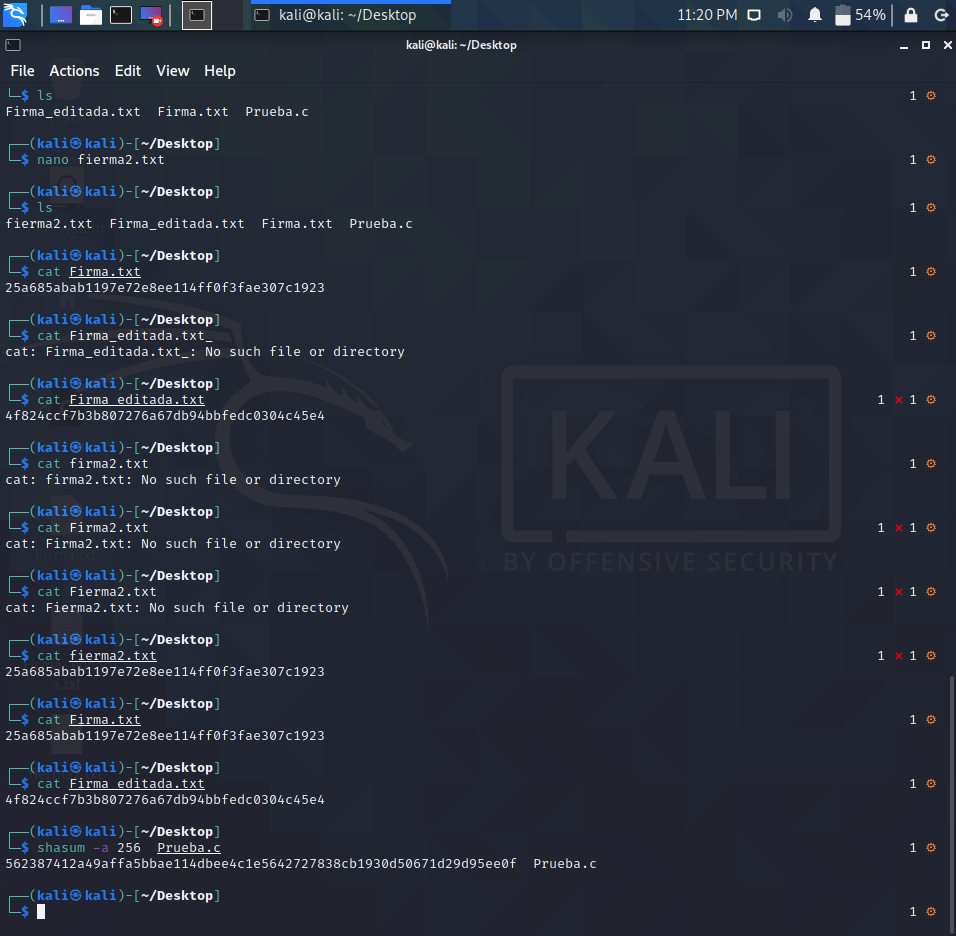 kali@kali: ~/Desktop
11:20 PM
54%
kali@kali: ~/Desktop
File Actions Edit View Help
└─$ ls 1 ⚙
Firma_editada.txt Firma.txt Prueba.c
┌──(kali㉿kali)-[~/Desktop]
└─$ nano fierma2.txt 1 ⚙
┌──(kali㉿kali)-[~/Desktop]
└─$ ls 1 ⚙
fierma2.txt Firma_editada.txt Firma.txt Prueba.c
┌──(kali㉿kali)-[~/Desktop]
└─$ cat Firma.txt 1 ⚙
25a685abab1197e72e8ee114ff0f3fae307c1923
┌──(kali㉿kali)-[~/Desktop]
└─$ cat Firma_editada.txt_ 1 ⚙
cat: Firma_editada.txt_: No such file or directory
┌──(kali㉿kali)-[~/Desktop]
└─$ cat Firma_editada.txt 1 ⨯ 1 ⚙
4f824ccf7b3b807276a67db94bbfedc0304c45e4
┌──(kali㉿kali)-[~/Desktop]
└─$ cat firma2.txt 1 ⚙
cat: firma2.txt: No such file or directory
┌──(kali㉿kali)-[~/Desktop]
└─$ cat Firma2.txt 1 ⨯ 1 ⚙
cat: Firma2.txt: No such file or directory
┌──(kali㉿kali)-[~/Desktop]
└─$ cat Fierma2.txt 1 ⨯ 1 ⚙
cat: Fierma2.txt: No such file or directory
┌──(kali㉿kali)-[~/Desktop]
└─$ cat fierma2.txt 1 ⨯ 1 ⚙
25a685abab1197e72e8ee114ff0f3fae307c1923
┌──(kali㉿kali)-[~/Desktop]
└─$ cat Firma.txt 1 ⚙
25a685abab1197e72e8ee114ff0f3fae307c1923
┌──(kali㉿kali)-[~/Desktop]
└─$ cat Firma_editada.txt 1 ⚙
4f824ccf7b3b807276a67db94bbfedc0304c45e4
┌──(kali㉿kali)-[~/Desktop]
└─$ shasum -a 256 Prueba.c 1 ⚙
562387412a49affa5bbae114dbee4c1e5642727838cb1930d50671d29d95ee0f Prueba.c
┌──(kali㉿kali)-[~/Desktop]
└─$ 1 ⚙
KALI
BY OFFENSIVE SECURITY